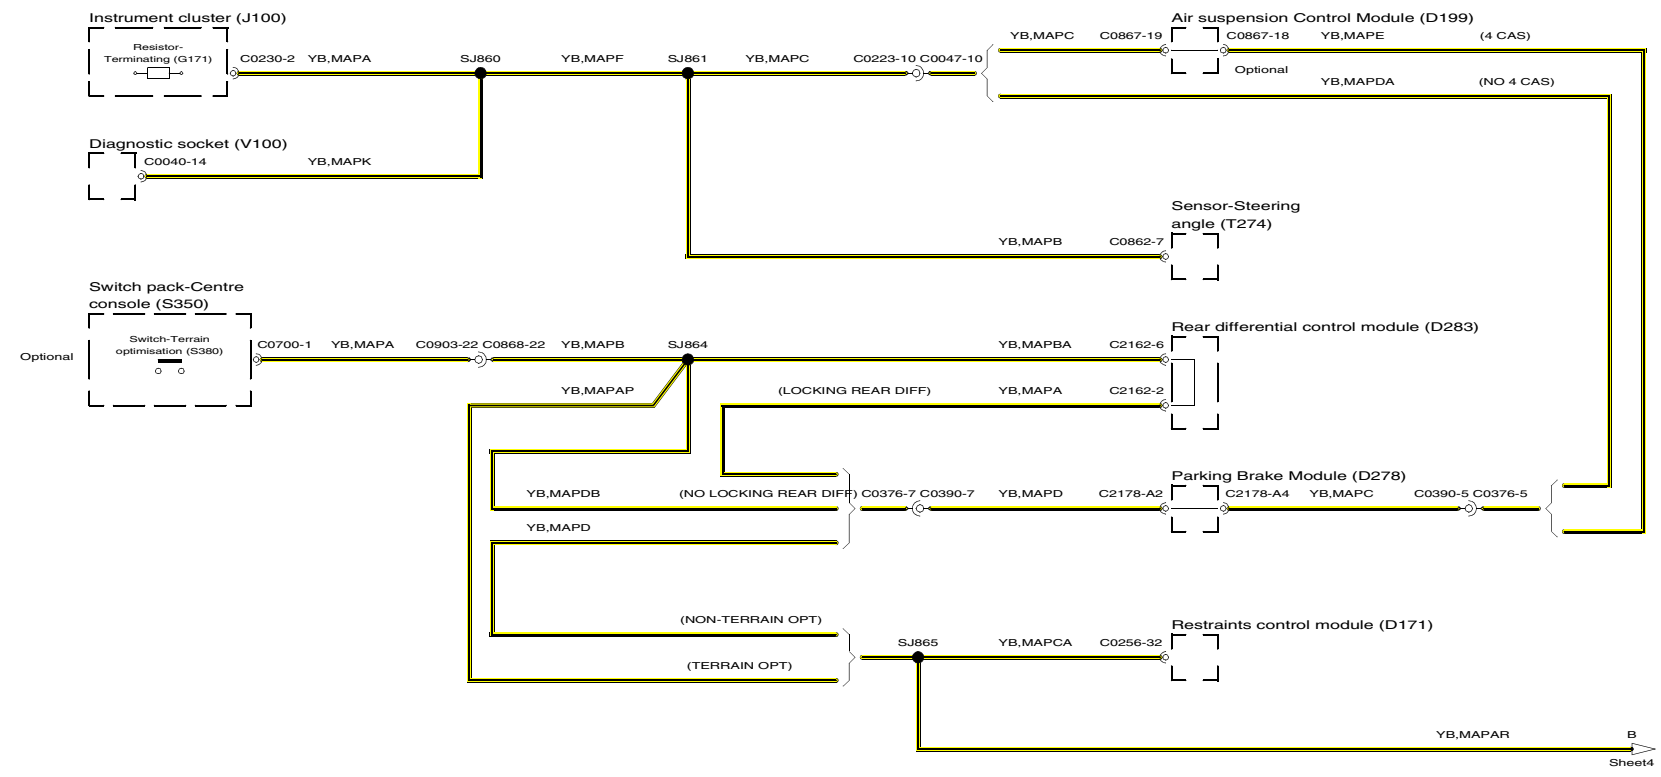 Instrument cluster (J100)
Resistor-
Terminating (G171)
C0230-2 YB,MAPA
SJ860
YB,MAPF
SJ861
YB,MAPC
C0223-10 C0047-10
Air suspension Control Module (D199)
YB,MAPC C0867-19
C0867-18 YB,MAPE (4 CAS)
Optional
YB,MAPDA (NO 4 CAS)
Diagnostic socket (V100)
C0040-14 YB,MAPK
Sensor-Steering
angle (T274)
YB,MAPB C0862-7
Switch pack-Centre
console (S350)
Optional
Switch-Terrain
optimisation (S380)
C0700-1 YB,MAPA C0903-22 C0868-22 YB,MAPB SJ864
Rear differential control module (D283)
YB,MAPBA C2162-6
YB,MAPAP
(LOCKING REAR DIFF) YB,MAPA C2162-2
Parking Brake Module (D278)
YB,MAPDB (NO LOCKING REAR DIFF) C0376-7 C0390-7 YB,MAPD C2178-A2
C2178-A4 YB,MAPC C0390-5 C0376-5
YB,MAPD
(NON-TERRAIN OPT)
(TERRAIN OPT)
Restraints control module (D171)
SJ865 YB,MAPCA C0256-32
YB,MAPAR B
Sheet4